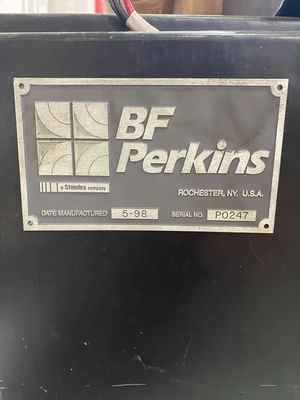 BF
Perkins
a Standex company
ROCHESTER, NY. U.S.A.
DATE MANUFACTURED 5-98 SERIAL NO. P0247